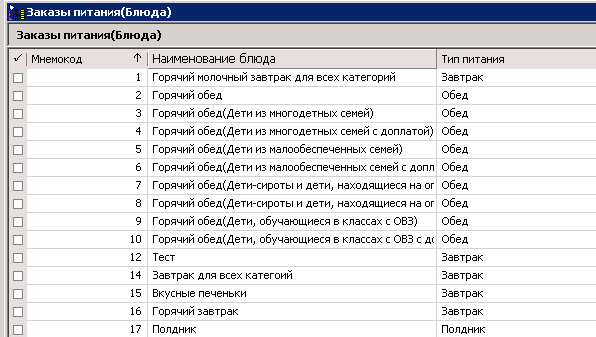 Заказы питания(Блюда)
Заказы питания(Блюда)
✓ Мнемокод ↑ Наименование блюда Тип питания
1 Горячий молочный завтрак для всех категорий Завтрак
2 Горячий обед Обед
3 Горячий обед(Дети из многодетных семей) Обед
4 Горячий обед(Дети из многодетных семей с доплатой) Обед
5 Горячий обед(Дети из малообеспеченных семей) Обед
6 Горячий обед(Дети из малообеспеченных семей с допл Обед
7 Горячий обед(Дети-сироты и дети, находящиеся на оп Обед
8 Горячий обед(Дети-сироты и дети, находящиеся на оп Обед
9 Горячий обед(Дети, обучающиеся в классах с ОВЗ) Обед
10 Горячий обед(Дети, обучающиеся в классах с ОВЗ с до Обед
12 Тест Завтрак
14 Завтрак для всех категоий Завтрак
15 Вкусные печеньки Завтрак
16 Горячий завтрак Завтрак
17 Полдник Полдник